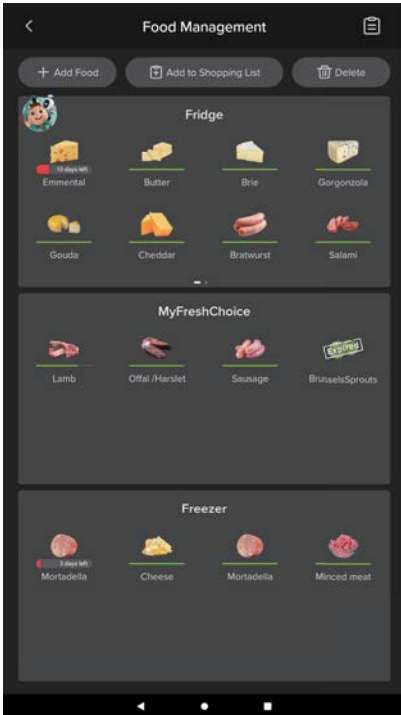 Food Management
Add Food
Add to Shopping List
Delete
Fridge
10 days left
Emmental
Butter
Brie
Gorgonzola
Gouda
Cheddar
Bratwurst
Salami
MyFreshChoice
Expired
Lamb
Offal /Harslet
Sausage
BrusselsSprouts
Freezer
3 days left
Mortadella
Cheese
Mortadella
Minced meat